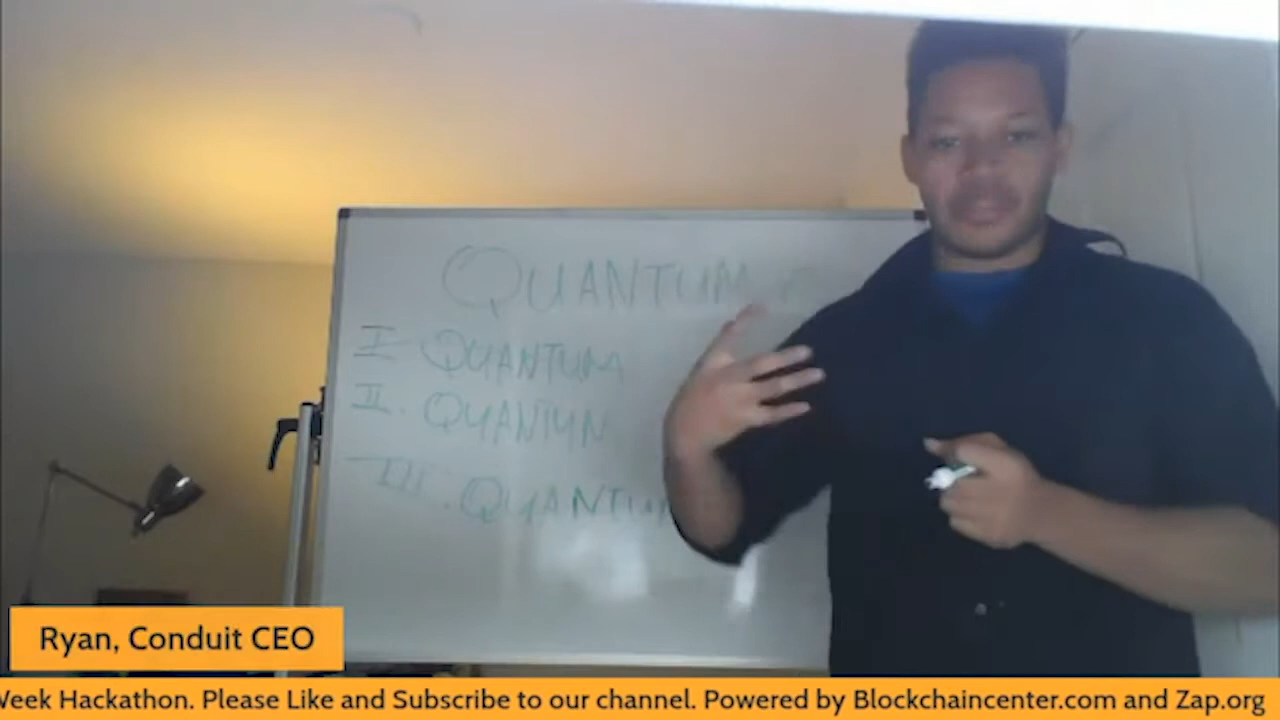 QUANTUM
I QUANTUM
II. QUANTUM
III. QUANTUM
Ryan, Conduit CEO
Week Hackathon. Please Like and Subscribe to our channel. Powered by Blockchaincenter.com and Zap.org